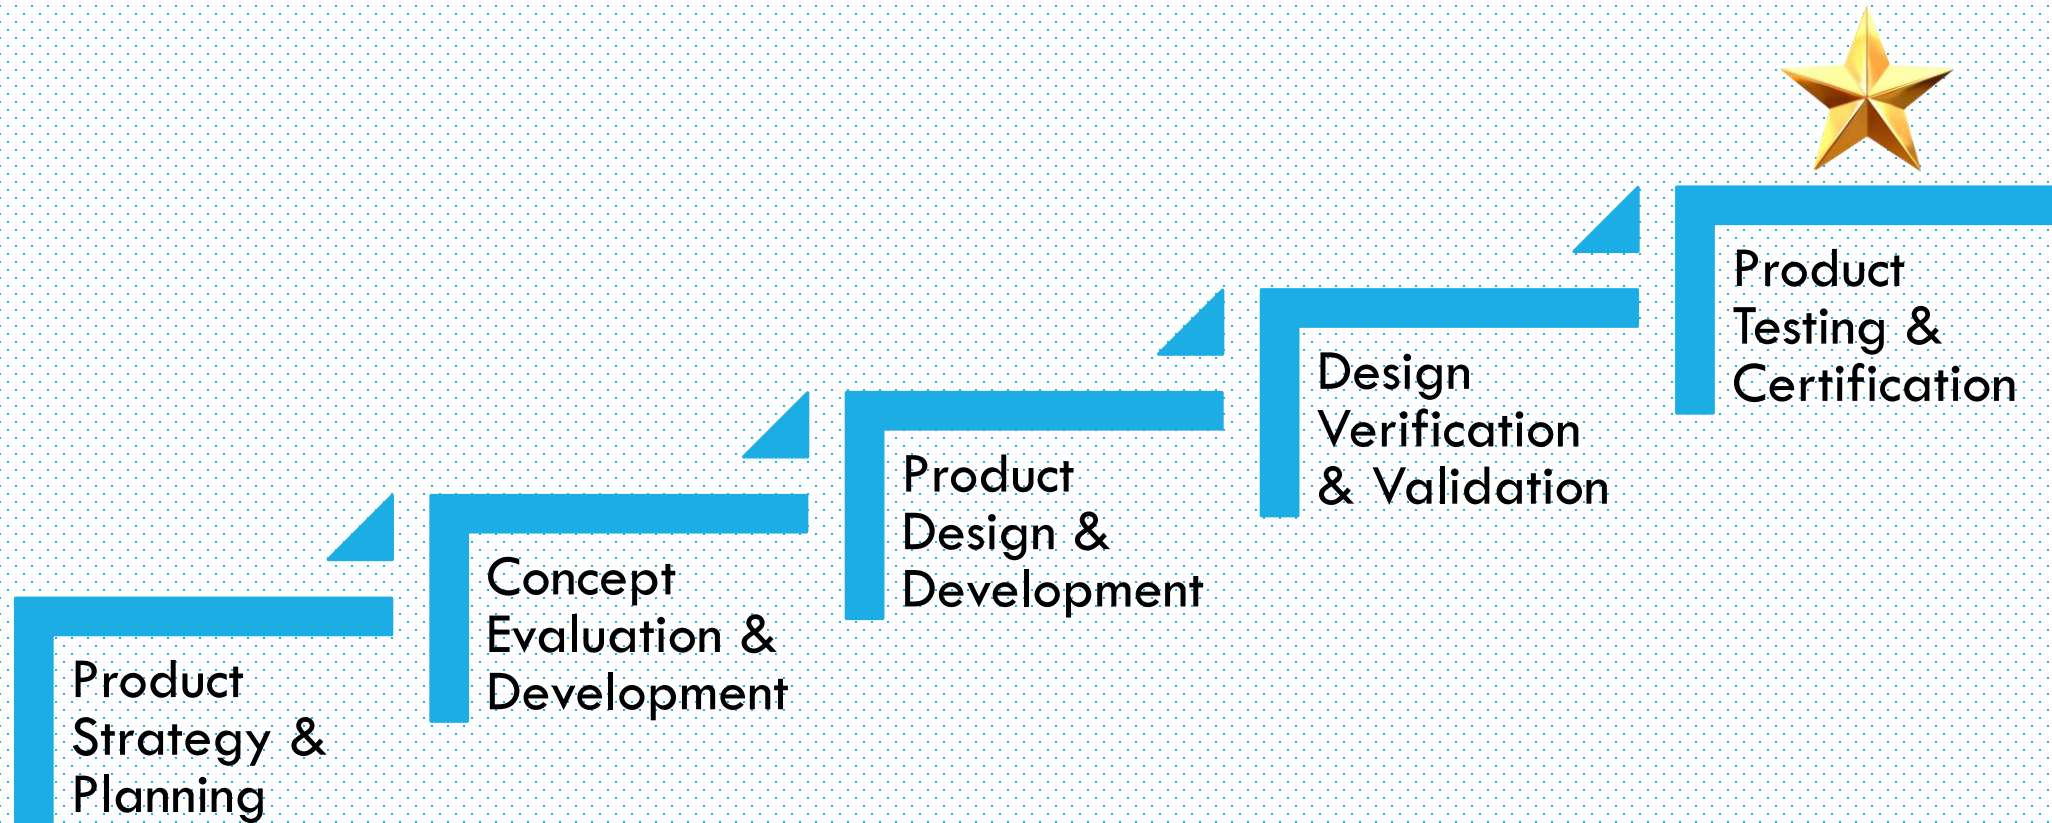 Product
Strategy &
Planning
Concept
Evaluation &
Development
Product
Design &
Development
Design
Verification
& Validation
Product
Testing &
Certification